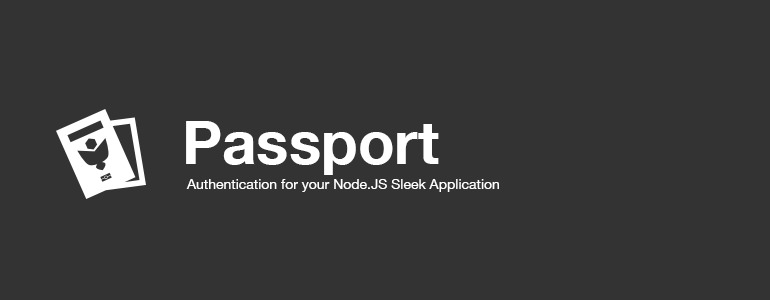 Passport
Authentication for your Node.JS Sleek Application